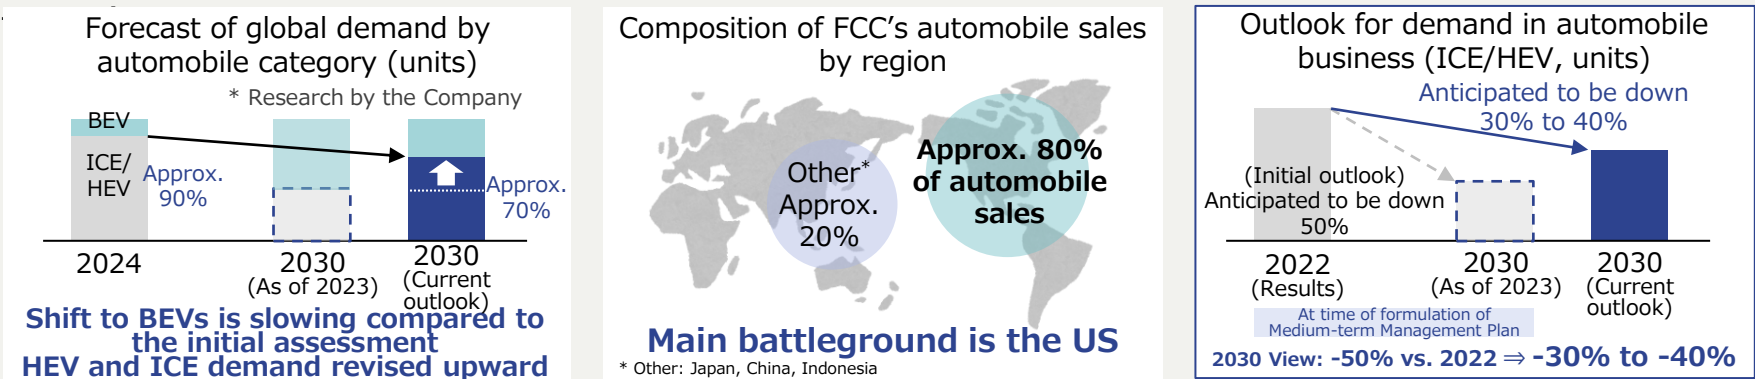 Forecast of global demand by
automobile category (units)
* Research by the Company
BEV
ICE/
HEV
Approx.
90%
Approx.
70%
2024
2030
(As of 2023)
2030
(Current
outlook)
Shift to BEVs is slowing compared to
the initial assessment
HEV and ICE demand revised upward
Composition of FCC's automobile sales
by region
Other*
Approx.
20%
Approx. 80%
of automobile
sales
Main battleground is the US
* Other: Japan, China, Indonesia
Outlook for demand in automobile
business (ICE/HEV, units)
Anticipated to be down
30% to 40%
(Initial outlook)
Anticipated to be down
50%
2022
(Results)
2030
(As of 2023)
2030
(Current
outlook)
At time of formulation of
Medium-term Management Plan
2030 View: -50% vs. 2022 ⇒ -30% to -40%